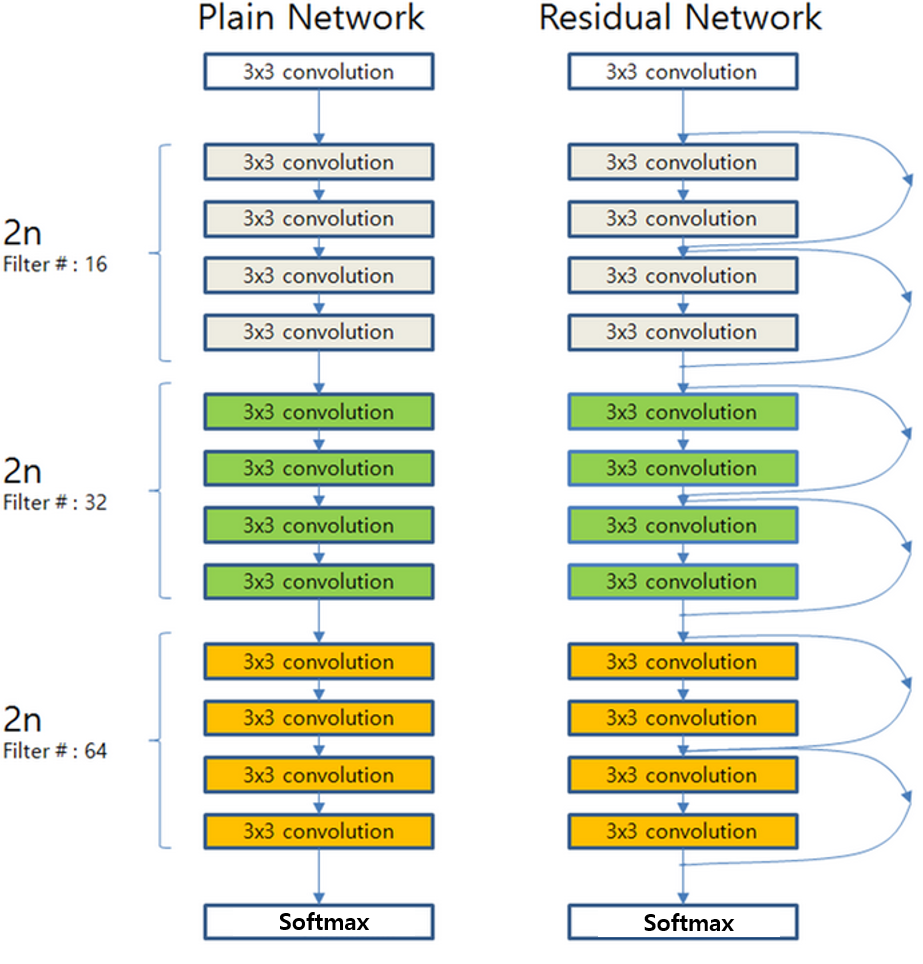 Plain Network
3x3 convolution
2n
Filter # : 16
3x3 convolution
3x3 convolution
3x3 convolution
3x3 convolution
2n
Filter # : 32
3x3 convolution
3x3 convolution
3x3 convolution
3x3 convolution
2n
Filter # : 64
3x3 convolution
3x3 convolution
3x3 convolution
3x3 convolution
Softmax
Residual Network
3x3 convolution
3x3 convolution
3x3 convolution
3x3 convolution
3x3 convolution
3x3 convolution
3x3 convolution
3x3 convolution
3x3 convolution
3x3 convolution
3x3 convolution
3x3 convolution
3x3 convolution
Softmax